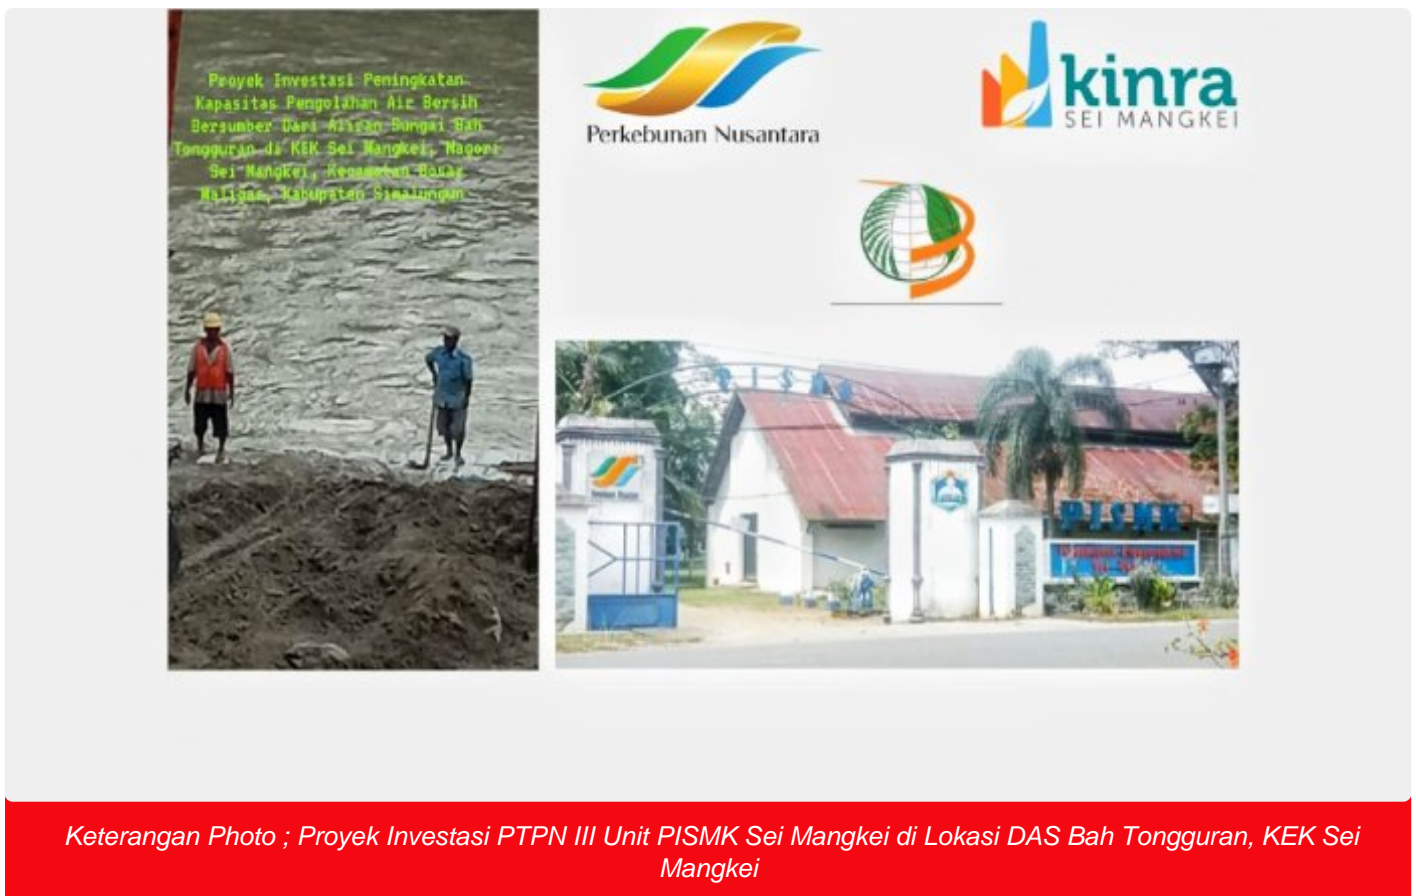 Proyek Investasi Peningkatan
Kapasitas Pengolahan Air Bersih
Bersumber Dari Aliran Sungai Bah
Tongguran di KEK Sei Mangkei, Nagori
Sei Mangkei, Kecamatan Bosar
Maligas, Kabupaten Simalungun
Perkebunan Nusantara
kinra
SEI MANGKEI
PISMK
Keterangan Photo ; Proyek Investasi PTPN III Unit PISMK Sei Mangkei di Lokasi DAS Bah Tongguran, KEK Sei
Mangkei